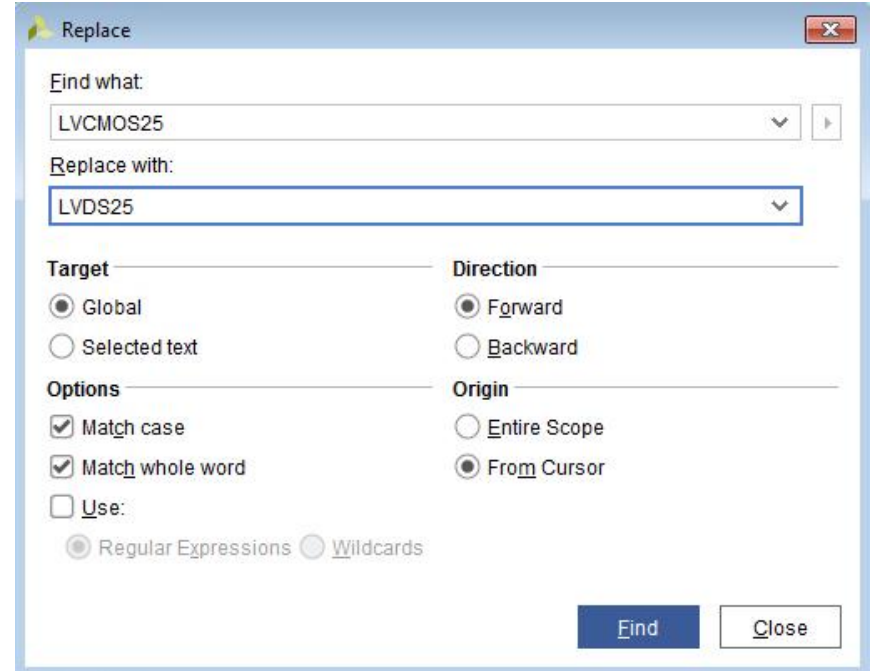 Replace
Find what:
LVCMOS25
Replace with:
LVDS25
Target
Direction
Global
Forward
Selected text
Backward
Options
Origin
Match case
Entire Scope
Match whole word
From Cursor
Use:
Regular Expressions Wildcards
Find Close